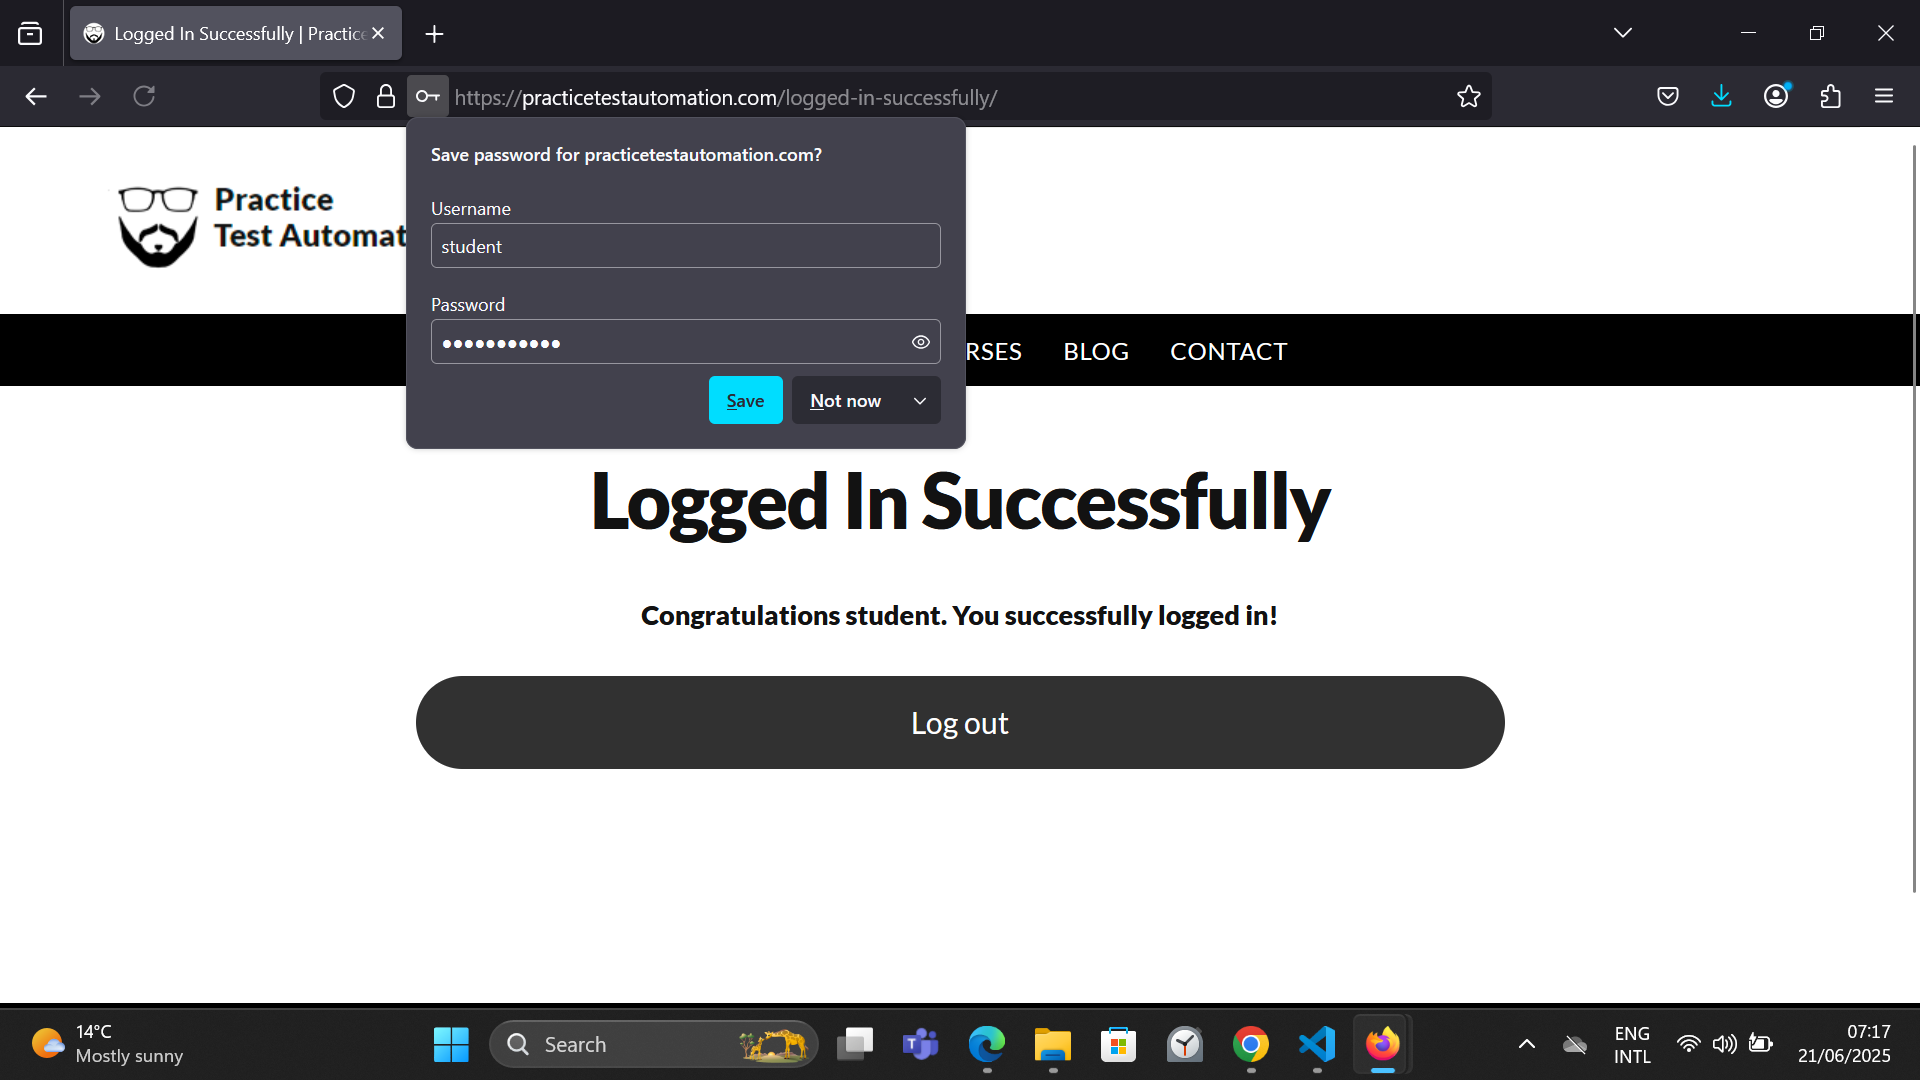 Logged In Successfully | Practice
https://practicetestautomation.com/logged-in-successfully/
Save password for practicetestautomation.com?
Username
student
Password
Save
Not now
Practice
Test Automat
RSES
BLOG
CONTACT
Logged In Successfully
Congratulations student. You successfully logged in!
Log out
14°C
Mostly sunny
Search
ENG
INTL
07:17
21/06/2025